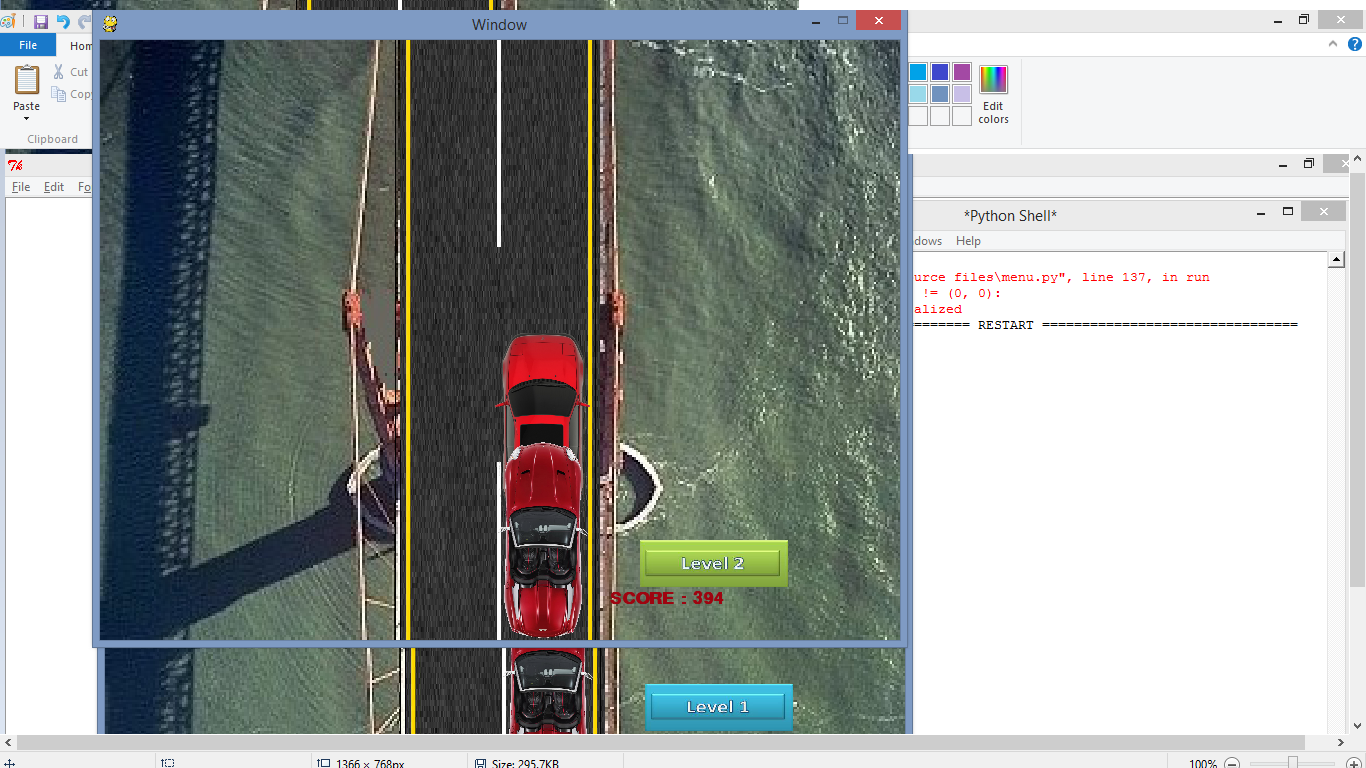 Window
File
Hom
Cut
Copy
Paste
Clipboard
Edit
colors
File Edit Fo
*Python Shell*
dows Help
urce files\menu.py", line 137, in run
!= (0, 0):
alized
======= RESTART ================================
Level 2
SCORE : 394
Level 1
1366 × 768px
Size: 295.7KB
100%